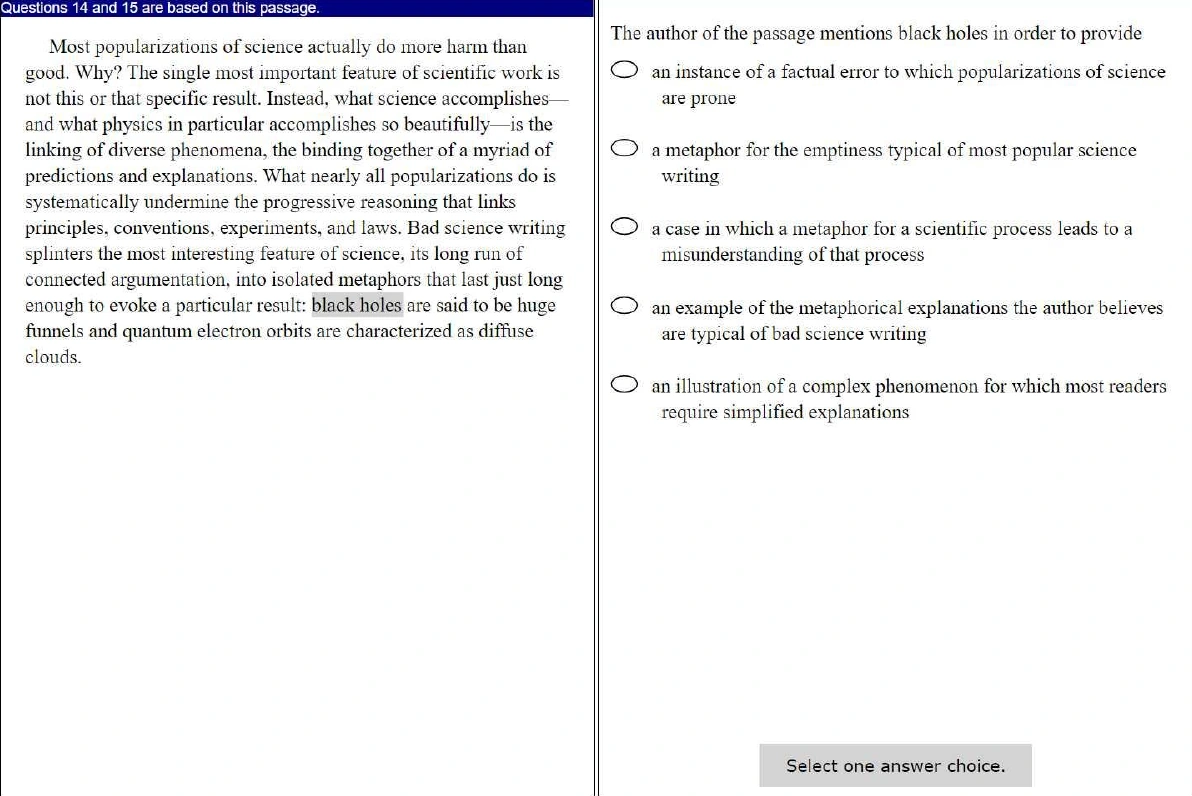 Questions 14 and 15 are based on this passage.
Most popularizations of science actually do more harm than
good. Why? The single most important feature of scientific work is
not this or that specific result. Instead, what science accomplishes—
and what physics in particular accomplishes so beautifully—is the
linking of diverse phenomena, the binding together of a myriad of
predictions and explanations. What nearly all popularizations do is
systematically undermine the progressive reasoning that links
principles, conventions, experiments, and laws. Bad science writing
splinters the most interesting feature of science, its long run of
connected argumentation, into isolated metaphors that last just long
enough to evoke a particular result: black holes are said to be huge
funnels and quantum electron orbits are characterized as diffuse
clouds.
The author of the passage mentions black holes in order to provide
an instance of a factual error to which popularizations of science
are prone
a metaphor for the emptiness typical of most popular science
writing
a case in which a metaphor for a scientific process leads to a
misunderstanding of that process
an example of the metaphorical explanations the author believes
are typical of bad science writing
an illustration of a complex phenomenon for which most readers
require simplified explanations
Select one answer choice.